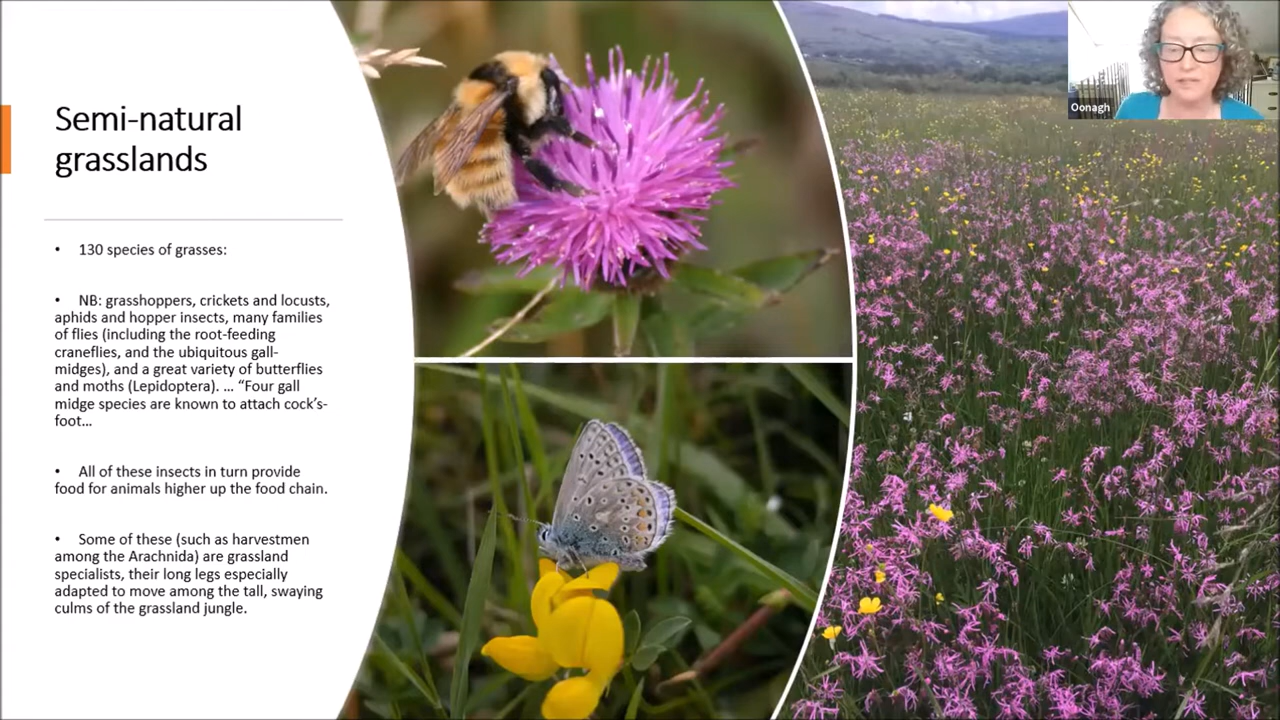 Semi-natural
grasslands
• 130 species of grasses:
• NB: grasshoppers, crickets and locusts,
aphids and hopper insects, many families
of flies (including the root-feeding
craneflies, and the ubiquitous gall-
midges), and a great variety of butterflies
and moths (Lepidoptera). ... “Four gall
midge species are known to attach cock’s-
foot...
• All of these insects in turn provide
food for animals higher up the food chain.
• Some of these (such as harvestmen
among the Arachnida) are grassland
specialists, their long legs especially
adapted to move among the tall, swaying
culms of the grassland jungle.
Oonagh